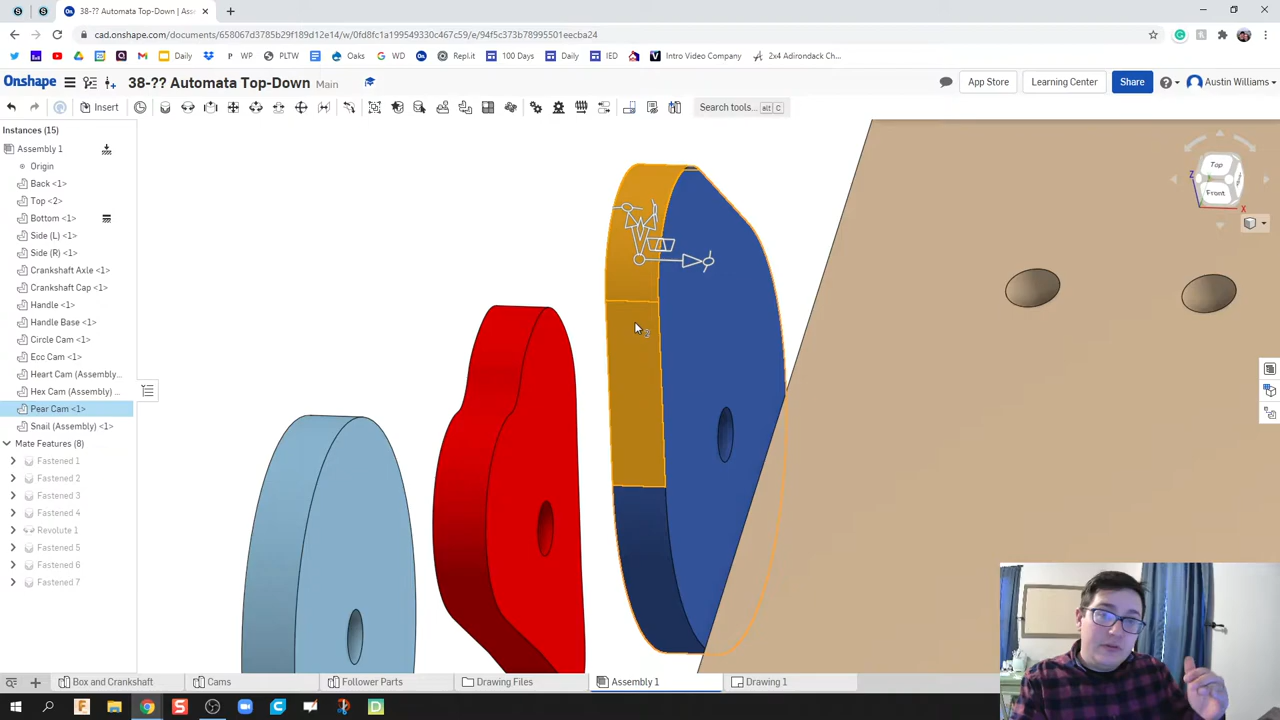 38-?? Automata Top-Down | Ass
cad.onshape.com/documents/658067d3785b29f189d12e14/w/0fd8fc1a199549330c469c59/e/94f5c373b78995501eecba24
Daily
WP
PLTW
Oaks
WD
Repl.it
100 Days
Daily
IED
Intro Video Company
2x4 Adirondack Ch...
Onshape
38-?? Automata Top-Down
Main
App Store
Learning Center
Share
Austin Williams
Insert
Search tools...
alt
C
Instances (15)
Assembly 1
Origin
Back <1>
Top <2>
Bottom <1>
Side (L) <1>
Side (R) <1>
Crankshaft Axle <1>
Crankshaft Cap <1>
Handle <1>
Handle Base <1>
Circle Cam <1>
Ecc Cam <1>
Heart Cam (Assembly...
Hex Cam (Assembly) ...
Pear Cam <1>
Snail (Assembly) <1>
Mate Features (8)
Fastened 1
Fastened 2
Fastened 3
Fastened 4
Revolute 1
Fastened 5
Fastened 6
Fastened 7
Top
Front
Z
X
Box and Crankshaft
Cams
Follower Parts
Drawing Files
Assembly 1
Drawing 1